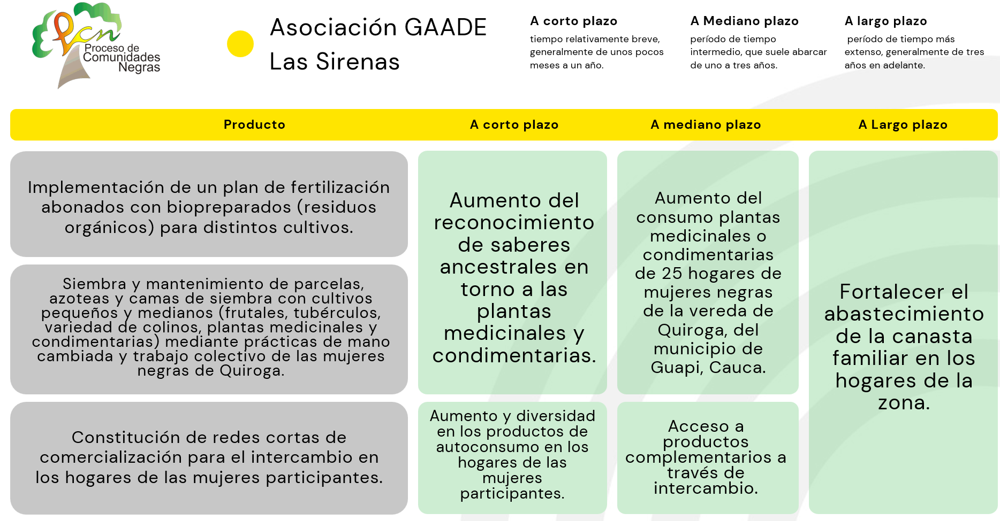 Pcn
Proceso de
Comunidades
Negras
Asociación GAADE
Las Sirenas
A corto plazo
tiempo relativamente breve,
generalmente de unos pocos
meses a un año.
A Mediano plazo
período de tiempo
intermedio, que suele abarcar
de uno a tres años.
A largo plazo
período de tiempo más
extenso, generalmente de tres
años en adelante.
Producto
A corto plazo
A mediano plazo
A Largo plazo
Implementación de un plan de fertilización
abonados con biopreparados (residuos
orgánicos) para distintos cultivos.
Siembra y mantenimiento de parcelas,
azoteas y camas de siembra con cultivos
pequeños y medianos (frutales, tubérculos,
variedad de colinos, plantas medicinales y
condimentarias) mediante prácticas de mano
cambiada y trabajo colectivo de las mujeres
negras de Quiroga.
Constitución de redes cortas de
comercialización para el intercambio en
los hogares de las mujeres participantes.
Aumento del
reconocimiento
de saberes
ancestrales en
torno a las
plantas
medicinales y
condimentarias.
Aumento y diversidad
en los productos de
autoconsumo en los
hogares de las
mujeres
participantes.
Aumento del
consumo plantas
medicinales o
condimentarias
de 25 hogares de
mujeres negras
de la vereda de
Quiroga, del
municipio de
Guapi, Cauca.
Acceso a
productos
complementarios a
través de
intercambio.
Fortalecer el
abastecimiento
de la canasta
familiar en los
hogares de la
zona.